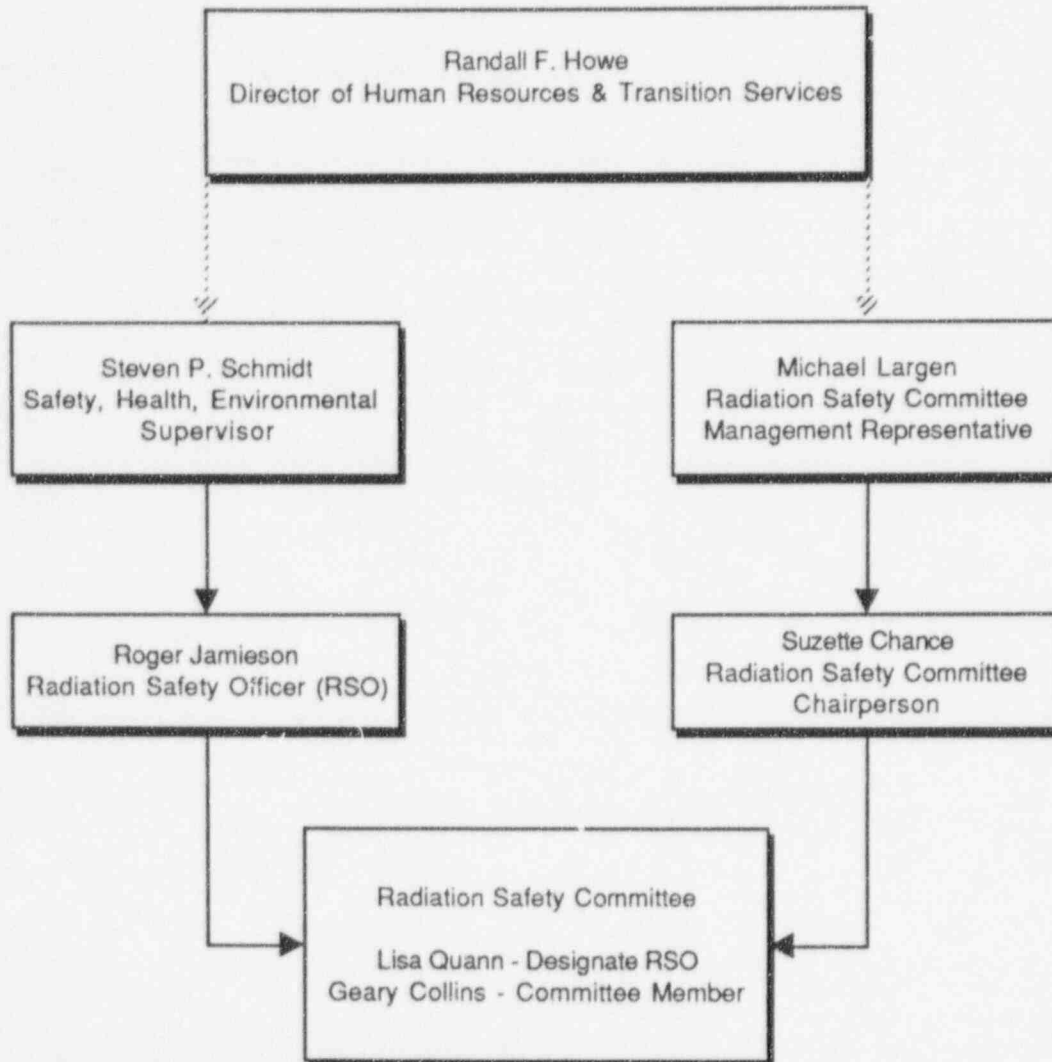 Randall F. Howe
Director of Human Resources & Transition Services
Steven P. Schmidt
Safety, Health, Environmental
Supervisor
Michael Largen
Radiation Safety Committee
Management Representative
Roger Jamieson
Radiation Safety Officer (RSO)
Suzette Chance
Radiation Safety Committee
Chairperson
Radiation Safety Committee
Lisa Quann - Designate RSO
Geary Collins - Committee Member